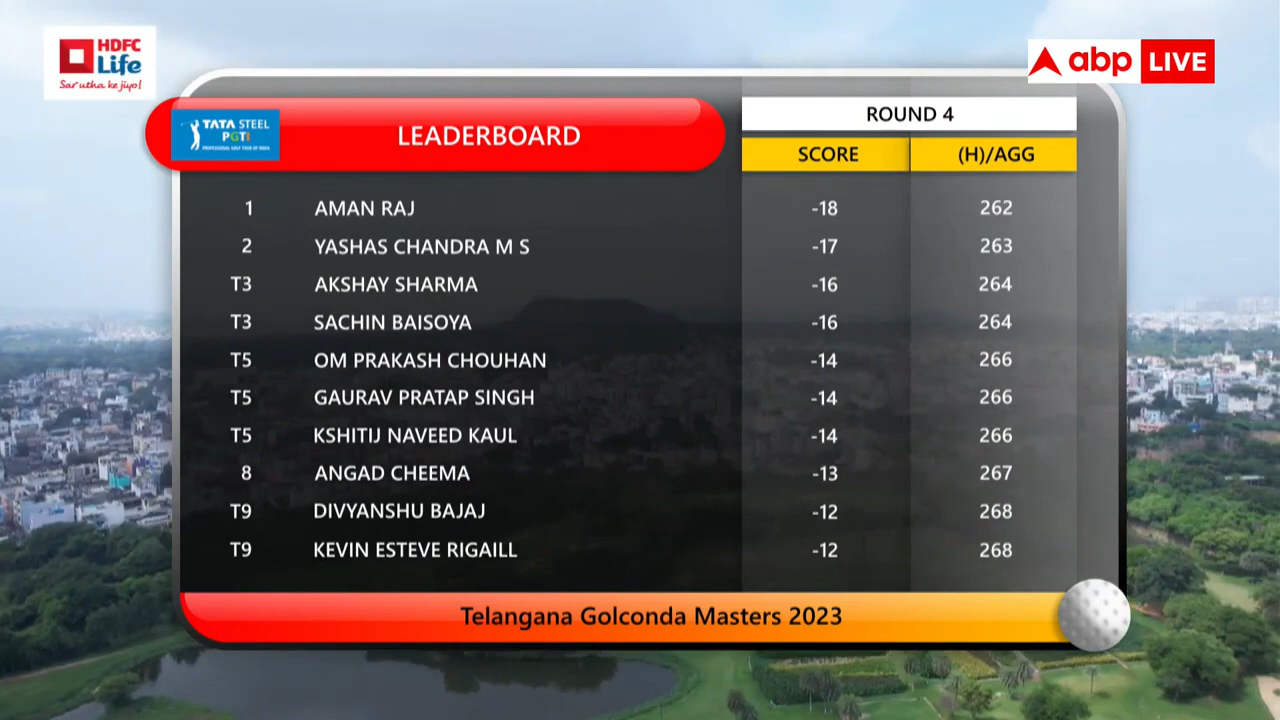 HDFC
Life
Sar utha ke jiyo!
abp LIVE
TATA STEEL
PGTI
PROFESSIONAL GOLF TOUR OF INDIA
LEADERBOARD
ROUND 4
SCORE (H)/AGG
1 AMAN RAJ -18 262
2 YASHAS CHANDRA M S -17 263
T3 AKSHAY SHARMA -16 264
T3 SACHIN BAISOYA -16 264
T5 OM PRAKASH CHOUHAN -14 266
T5 GAURAV PRATAP SINGH -14 266
T5 KSHITIJ NAVEED KAUL -14 266
8 ANGAD CHEEMA -13 267
T9 DIVYANSHU BAJAJ -12 268
T9 KEVIN ESTEVE RIGAILL -12 268
Telangana Golconda Masters 2023